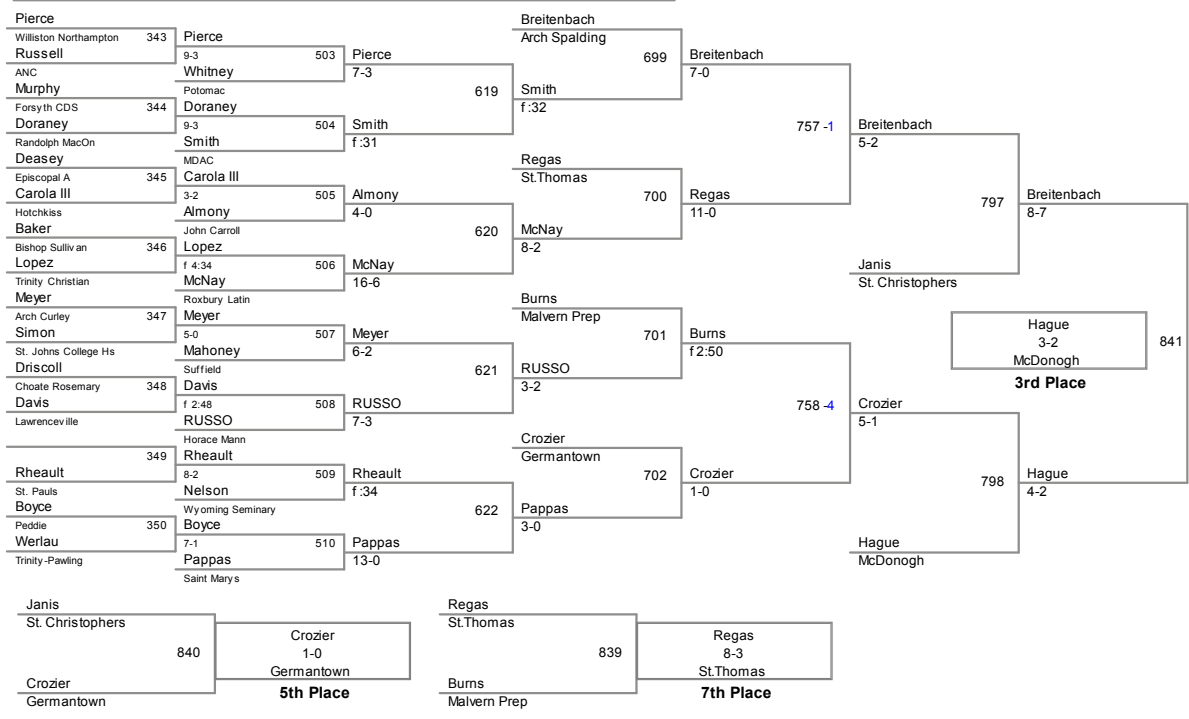 Pierce
Williston Northampton 343
Russell
ANC
Murphy
Forsyth CDS 344
Doraney
Randolph MacOn
Deasey
Episcopal A 345
Carola III
Hotchkiss
Baker
Bishop Sullivan 346
Lopez
Trinity Christian
Meyer
Arch Curley 347
Simon
St. Johns College Hs
Driscoll
Choate Rosemary 348
Davis
Lawrenceville
349
Rheault
St. Pauls
Boyce
Peddie 350
Werlau
Trinity-Pawling
Pierce
9-3 503
Whitney
Potomac
Doraney
9-3 504
Smith
MDAC
Carola III
3-2 505
Almony
John Carroll
Lopez
f 4:34 506
McNay
Roxbury Latin
Meyer
5-0 507
Mahoney
Suffield
Davis
f 2:48 508
RUSSO
Horace Mann
Rheault
8-2 509
Nelson
Wyoming Seminary
Boyce
7-1 510
Pappas
Saint Marys
Pierce
7-3
619
Smith
f :31
Almony
4-0
620
McNay
16-6
Meyer
6-2
621
RUSSO
7-3
Rheault
f :34
622
Pappas
13-0
Breitenbach
Arch Spalding
699
Smith
f :32
Regas
St.Thomas
700
McNay
8-2
Burns
Malvern Prep
701
RUSSO
3-2
Crozier
Germantown
702
Pappas
3-0
Breitenbach
7-0
757 -1
Regas
11-0
Burns
f 2:50
758 -4
Crozier
1-0
Breitenbach
5-2
797
Janis
St. Christophers
Crozier
5-1
798
Hague
McDonogh
Breitenbach
8-7
Hague
3-2
McDonogh
841
3rd Place
Hague
4-2
Janis
St. Christophers
840
Crozier
Germantown
Crozier
1-0
Germantown
5th Place
Regas
St.Thomas
839
Burns
Malvern Prep
Regas
8-3
St.Thomas
7th Place